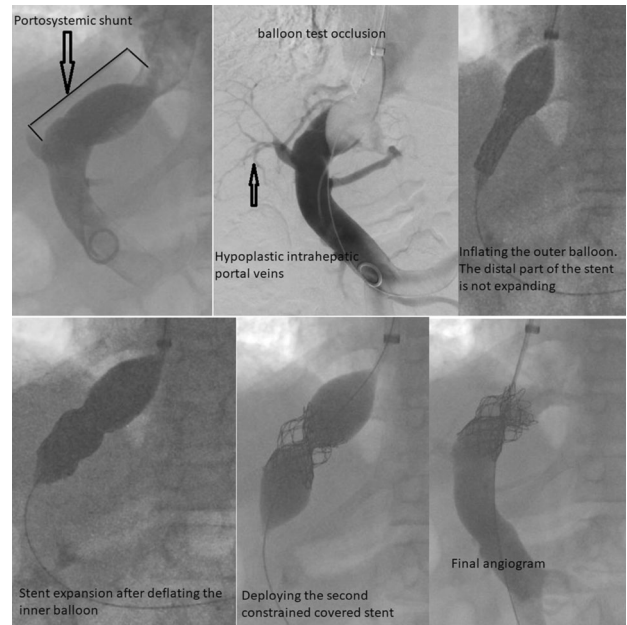 Portosystemic shunt
balloon test occlusion
Hypoplastic intrahepatic
portal veins
Inflating the outer balloon.
The distal part of the stent
is not expanding
Stent expansion after deflating the
inner balloon
Deploying the second
constrained covered stent
Final angiogram